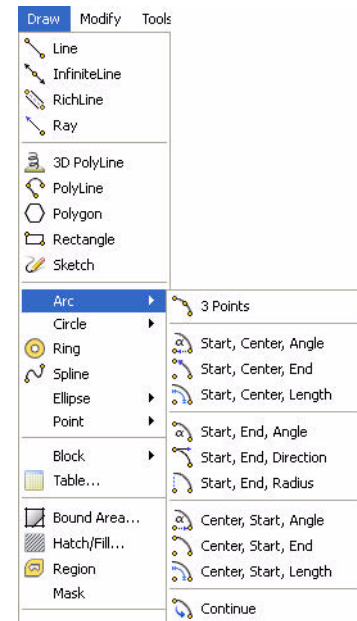 Draw Modify Tools
Line
InfiniteLine
RichLine
Ray
3D PolyLine
PolyLine
Polygon
Rectangle
Sketch
Arc
Circle
Ring
Spline
Ellipse
Point
Block
Table...
Bound Area...
Hatch/Fill...
Region
Mask
3 Points
Start, Center, Angle
Start, Center, End
Start, Center, Length
Start, End, Angle
Start, End, Direction
Start, End, Radius
Center, Start, Angle
Center, Start, End
Center, Start, Length
Continue